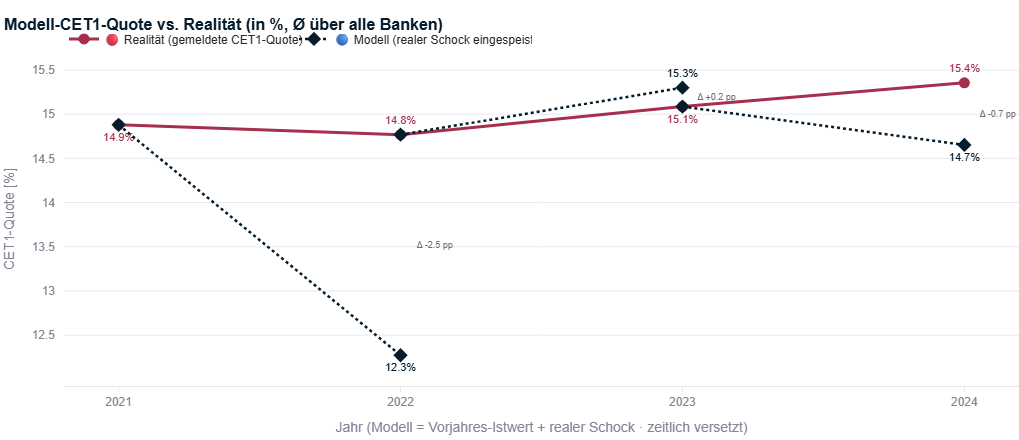 Modell-CET1-Quote vs. Realität (in %, Ø über alle Banken)
Realität (gemeldete CET1-Quote) Modell (realer Schock eingespeist
15.5
15
14.5
14
13.5
13
12.5
CET1-Quote [%]
14.9%
14.8%
12.3%
Δ -2.5 pp
15.3%
Δ +0.2 pp
15.1%
15.4%
Δ -0.7 pp
14.7%
2021 2022 2023 2024
Jahr (Modell = Vorjahres-Istwert + realer Schock · zeitlich versetzt)